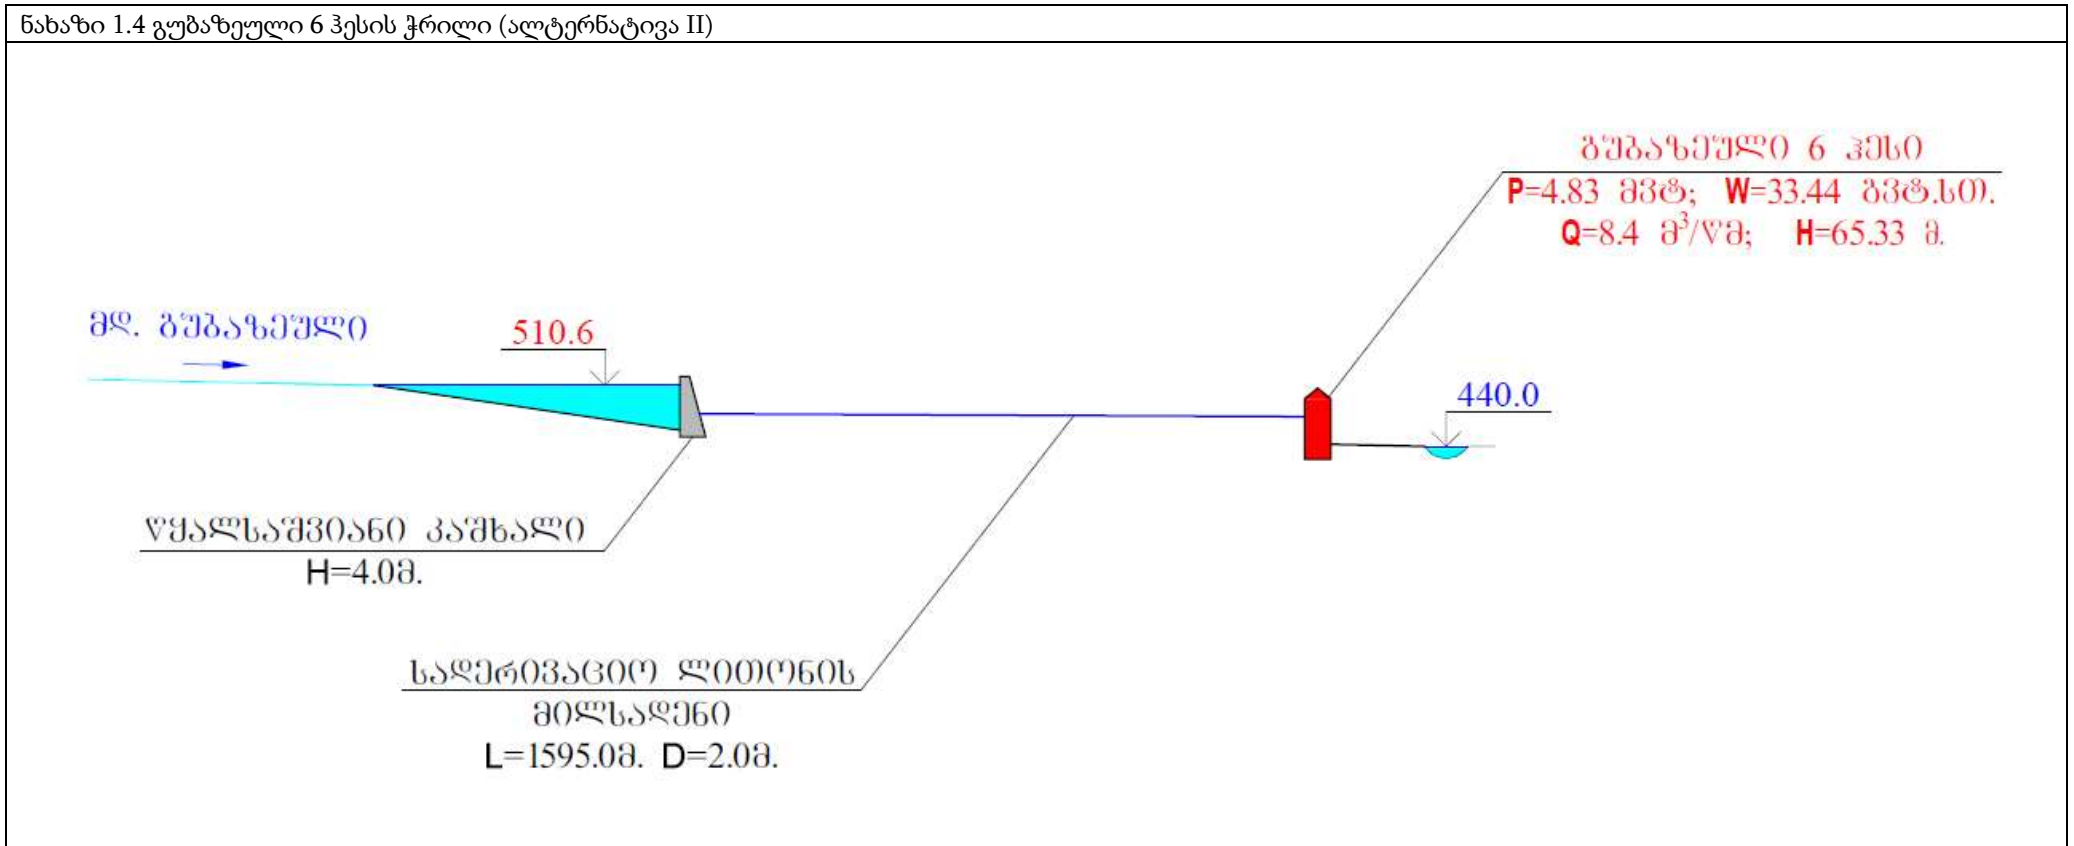 ნახაზი 1.4 გუბაზეული 6 ჰესის ჭრილი (ალტერნატივა II)
გუბაზეული 6 ჰესი
P=4.83 მვტ; W=33.44 გვტ.სთ.
Q=8.4 მ³/წმ; H=65.33 მ.
მდ. გუბაზეული
510.6
440.0
წყალსაშვიანი კაშხალი
H=4.0მ.
სადერივაციო ლითონის
მილსადენი
L=1595.0მ. D=2.0მ.